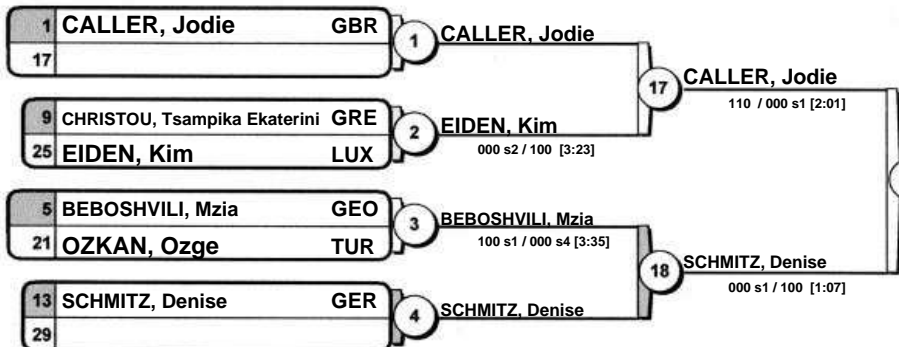 1 CALLER, Jodie GBR
17
1 CALLER, Jodie
9 CHRISTOU, Tsampika Ekaterini GRE
25 EIDEN, Kim LUX
2 EIDEN, Kim
000 s2 / 100 [3:23]
17 CALLER, Jodie
110 / 000 s1 [2:01]
5 BEBOSHVILI, Mzia GEO
21 OZKAN, Ozge TUR
3 BEBOSHVILI, Mzia
100 s1 / 000 s4 [3:35]
13 SCHMITZ, Denise GER
29
4 SCHMITZ, Denise
18 SCHMITZ, Denise
000 s1 / 100 [1:07]